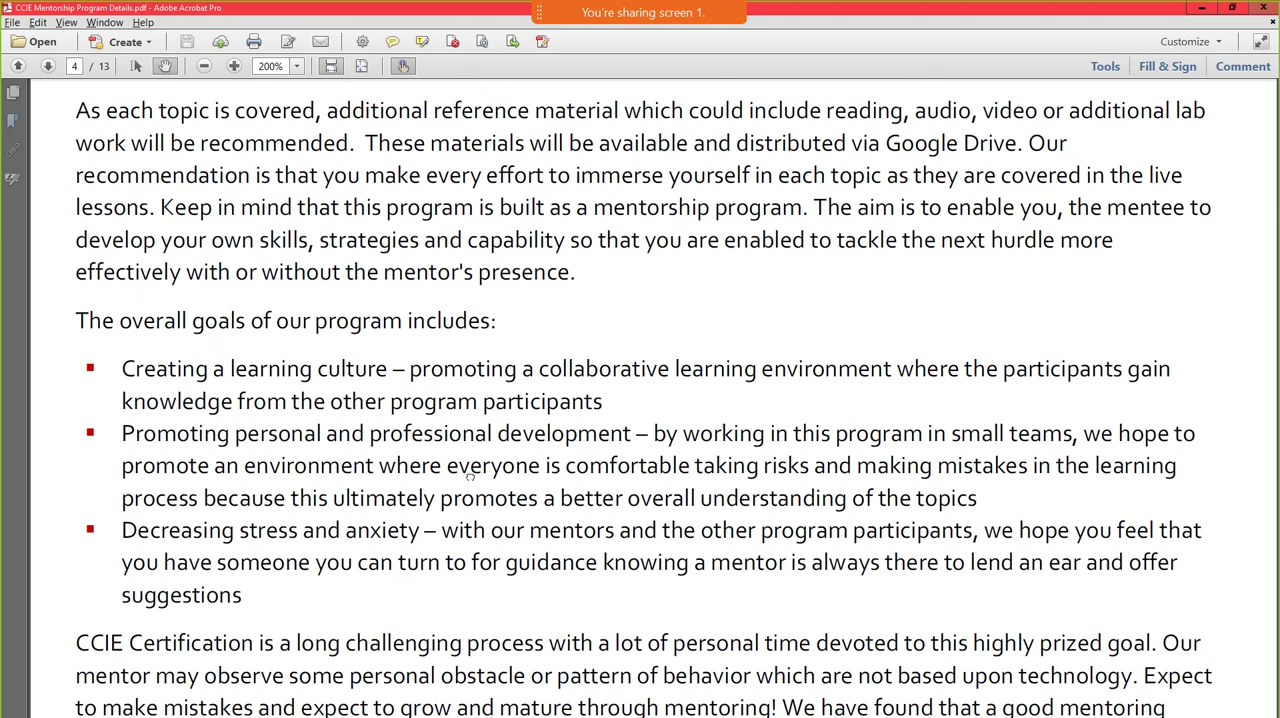 CCIE Mentorship Program Details.pdf - Adobe Acrobat Pro
You're sharing screen 1.
File Edit View Window Help
Open Create Customize
4 / 13 200% Tools Fill & Sign Comment
As each topic is covered, additional reference material which could include reading, audio, video or additional lab
work will be recommended. These materials will be available and distributed via Google Drive. Our
recommendation is that you make every effort to immerse yourself in each topic as they are covered in the live
lessons. Keep in mind that this program is built as a mentorship program. The aim is to enable you, the mentee to
develop your own skills, strategies and capability so that you are enabled to tackle the next hurdle more
effectively with or without the mentor's presence.
The overall goals of our program includes:
Creating a learning culture – promoting a collaborative learning environment where the participants gain
knowledge from the other program participants
Promoting personal and professional development – by working in this program in small teams, we hope to
promote an environment where everyone is comfortable taking risks and making mistakes in the learning
process because this ultimately promotes a better overall understanding of the topics
Decreasing stress and anxiety – with our mentors and the other program participants, we hope you feel that
you have someone you can turn to for guidance knowing a mentor is always there to lend an ear and offer
suggestions
CCIE Certification is a long challenging process with a lot of personal time devoted to this highly prized goal. Our
mentor may observe some personal obstacle or pattern of behavior which are not based upon technology. Expect
to make mistakes and expect to grow and mature through mentoring! We have found that a good mentoring